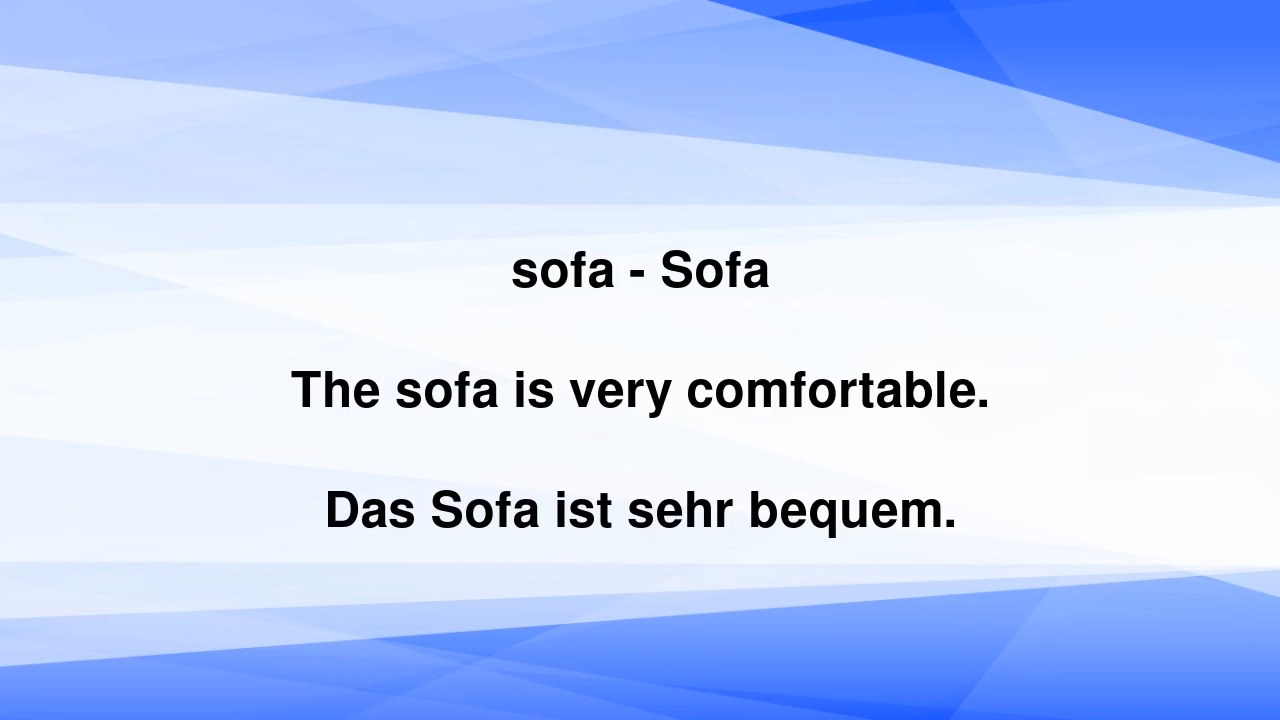 sofa - Sofa
The sofa is very comfortable.
Das Sofa ist sehr bequem.